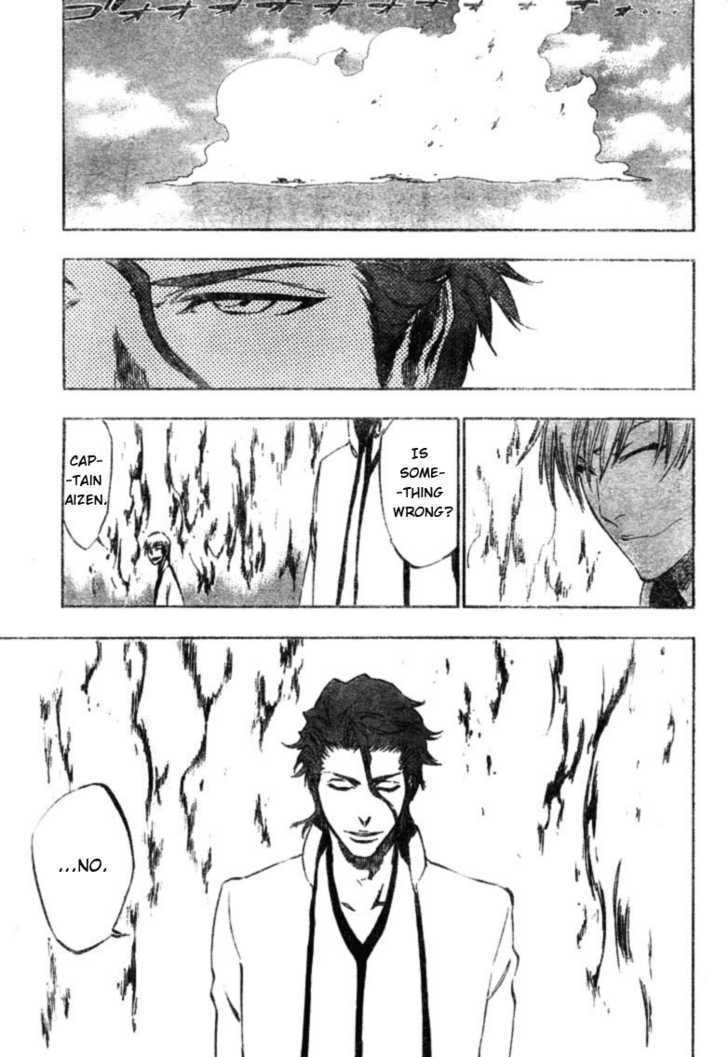 IS
SOME-
-THING
WRONG?
CAP-
-TAIN
AIZEN.
...NO.